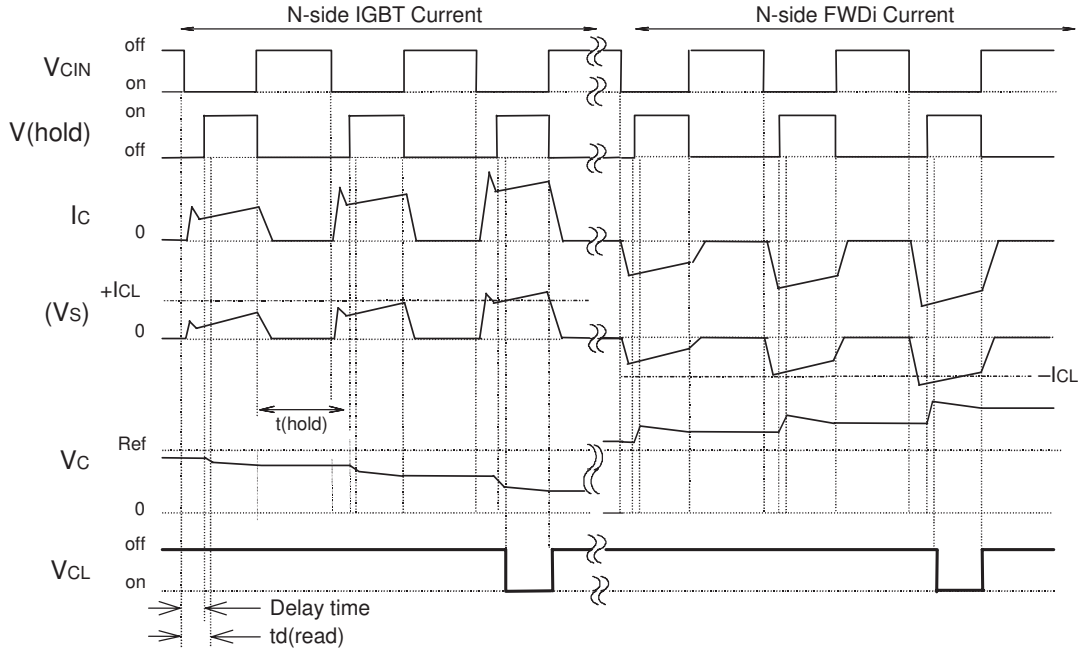 N-side IGBT Current
N-side FWDi Current
off
VCIN
on
on
V(hold)
off
IC
0
+ICL
(VS)
0
–ICL
t(hold)
Ref
VC
0
off
VCL
on
Delay time
td(read)